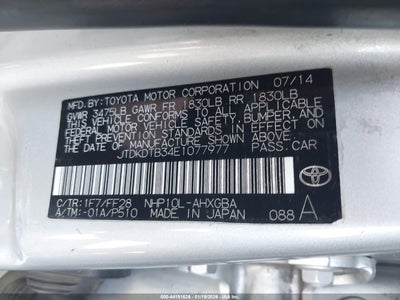 MFD. BY: TOYOTA MOTOR CORPORATION 07/14
GVWR 3475LB GAWR FR 1830LB RR 1830LB
THIS VEHICLE CONFORMS TO ALL APPLICABLE
FEDERAL MOTOR VEHICLE SAFETY, BUMPER, AND
THEFT PREVENTION STANDARDS IN EFFECT ON
THE DATE OF MANUFACTURE SHOWN ABOVE.
JTDKDTB34E1077977 PASS. CAR
C/TR: 1F7/FF28 NHP10L-AHXGBA
A/TM: -01A/P510 MADE IN JAPAN 088 A
TOYOTA